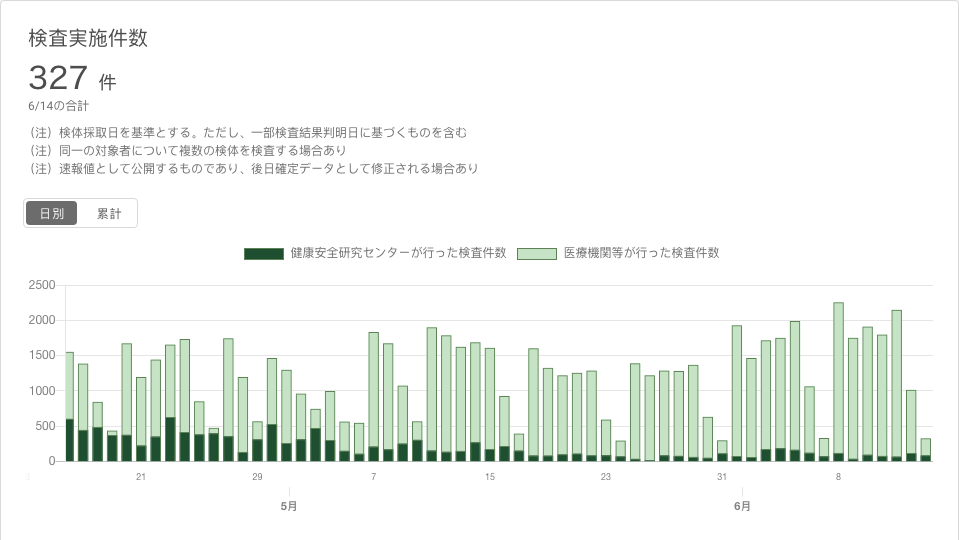 検査実施件数
327 件
6/14の合計
（注）検体採取日を基準とする。ただし、一部検査結果判明日に基づくものを含む
（注）同一の対象者について複数の検体を検査する場合あり
（注）速報値として公開するものであり、後日確定データとして修正される場合あり
日別 累計
健康安全研究センターが行った検査件数 医療機関等が行った検査件数
2500
2000
1500
1000
500
0
21 29 7 15 23 31 8
5月 6月